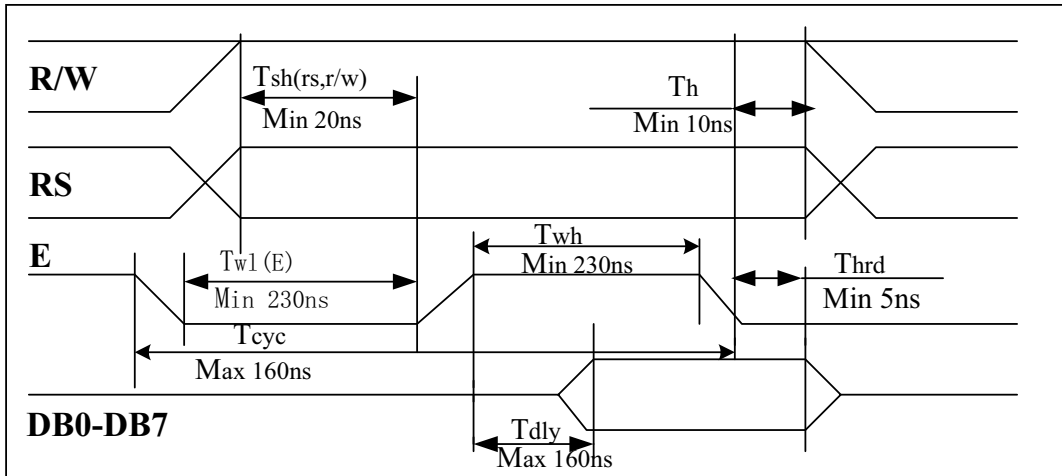 R/W
Tsh(rs,r/w)
Min 20ns
Th
Min 10ns
RS
E
Twl(E)
Min 230ns
Twh
Min 230ns
Thrd
Min 5ns
Tcyc
Max 160ns
DB0-DB7
Tdly
Max 160ns